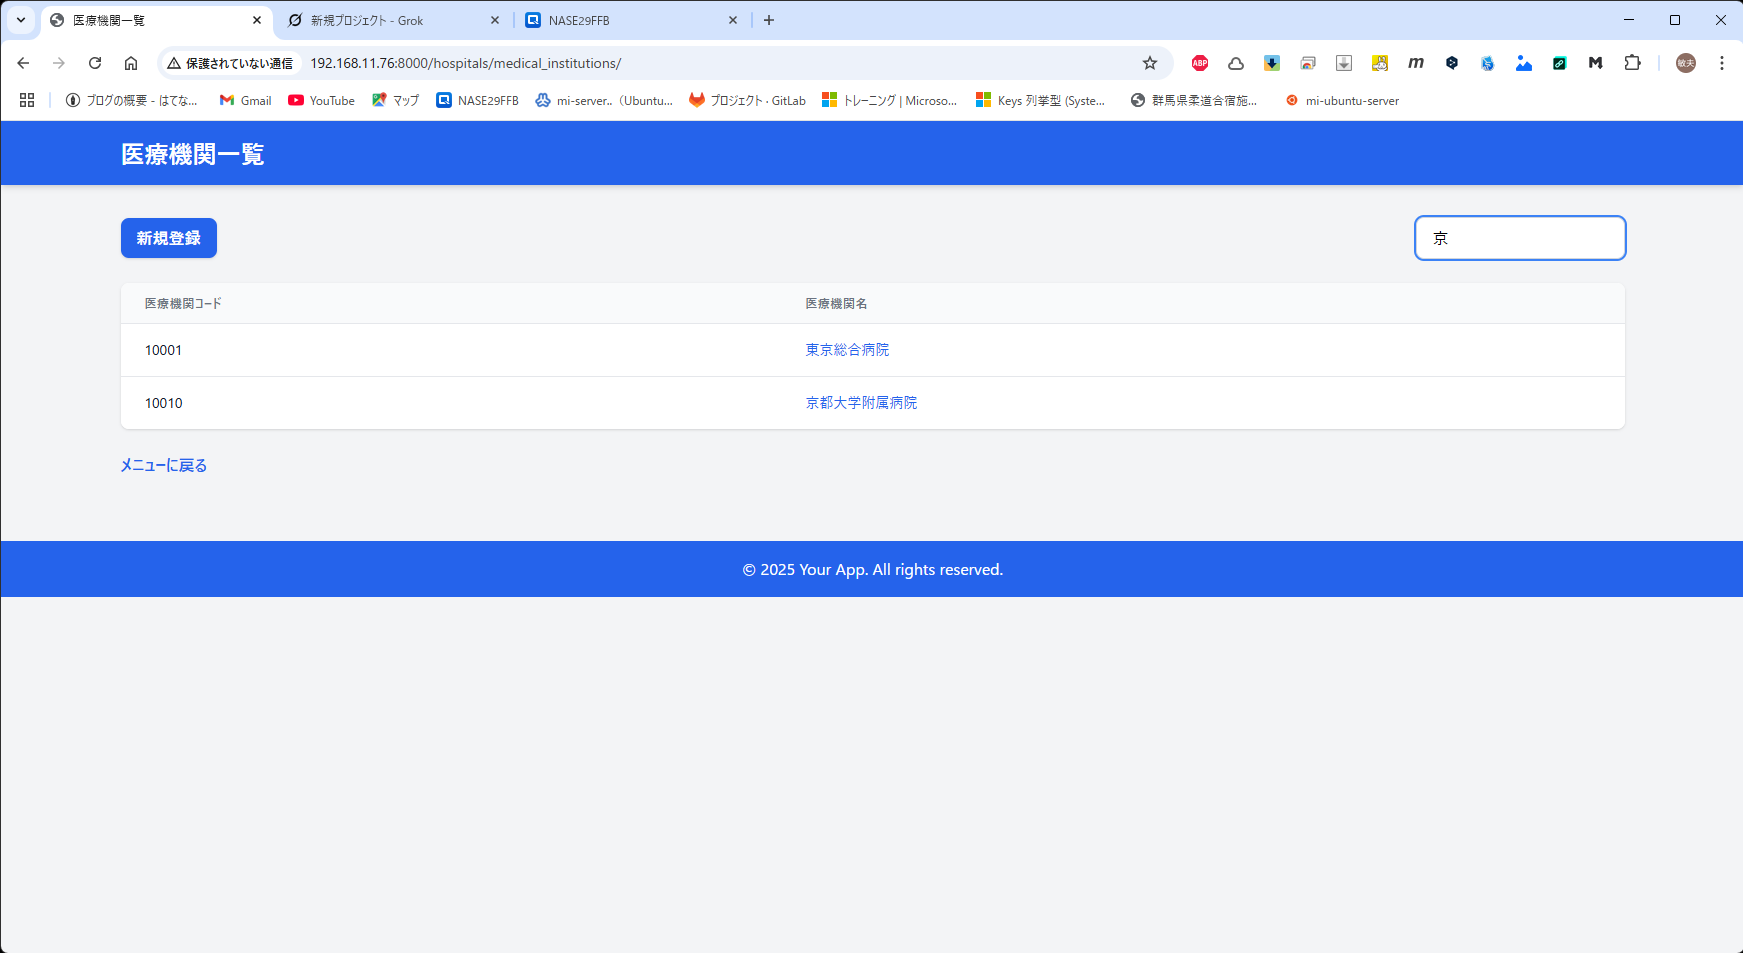 医療機関一覧
新規プロジェクト - Grok
NASE29FFB
保護されていない通信 192.168.11.76:8000/hospitals/medical_institutions/
ABP
m
敏夫
ブログの概要 - はてな...
Gmail
YouTube
マップ
NASE29FFB
mi-server..（Ubuntu...
プロジェクト · GitLab
トレーニング | Microso...
Keys 列挙型 (Syste...
群馬県柔道合宿施...
mi-ubuntu-server
医療機関一覧
新規登録
京
医療機関コード 医療機関名
10001 東京総合病院
10010 京都大学附属病院
メニューに戻る
© 2025 Your App. All rights reserved.